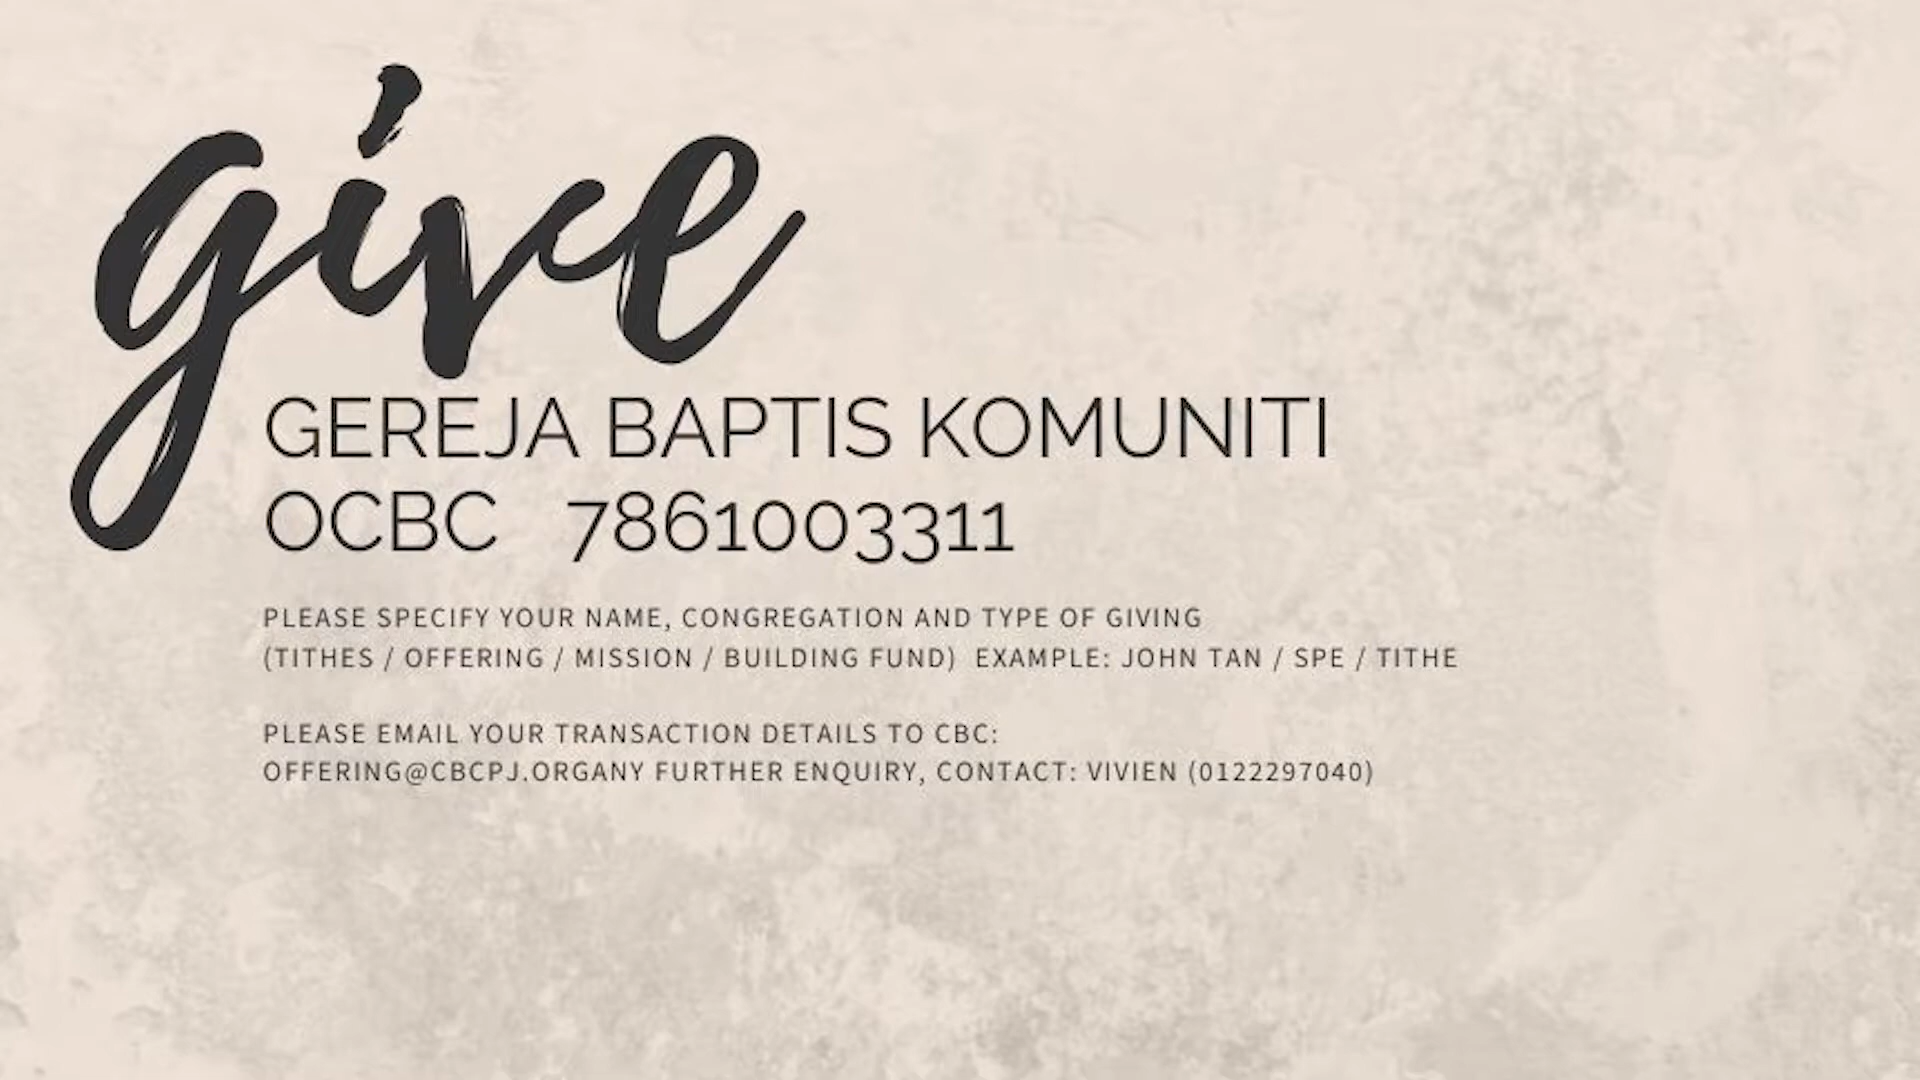 give
GEREJA BAPTIS KOMUNITI
OCBC 7861003311
PLEASE SPECIFY YOUR NAME, CONGREGATION AND TYPE OF GIVING
(TITHES / OFFERING / MISSION / BUILDING FUND) EXAMPLE: JOHN TAN / SPE / TITHE
PLEASE EMAIL YOUR TRANSACTION DETAILS TO CBC:
OFFERING@CBCPJ.ORGANY FURTHER ENQUIRY, CONTACT: VIVIEN (0122297040)